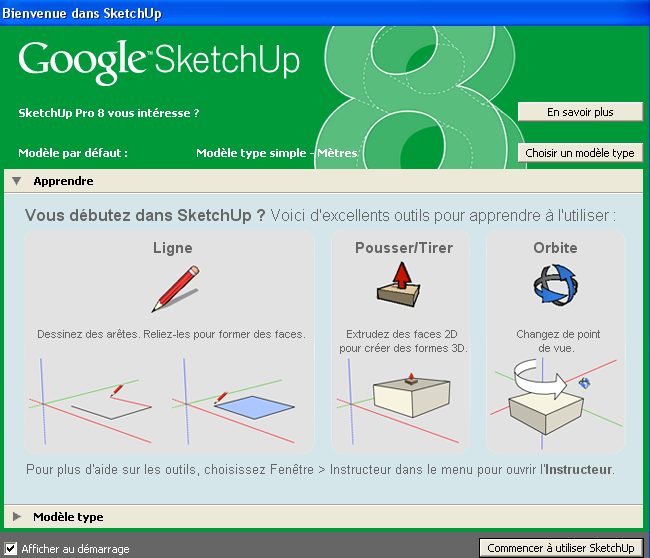 Bienvenue dans SketchUp
Google™ SketchUp
SketchUp Pro 8 vous intéresse ?
En savoir plus
Modèle par défaut : Modèle type simple - Mètres
Choisir un modèle type
Apprendre
Vous débutez dans SketchUp ? Voici d'excellents outils pour apprendre à l'utiliser :
Ligne
Dessinez des arêtes. Reliez-les pour former des faces.
Pousser/Tirer
Extrudez des faces 2D
pour créer des formes 3D.
Orbite
Changez de point
de vue.
Pour plus d'aide sur les outils, choisissez Fenêtre > Instructeur dans le menu pour ouvrir l'Instructeur.
Modèle type
Afficher au démarrage
Commencer à utiliser SketchUp